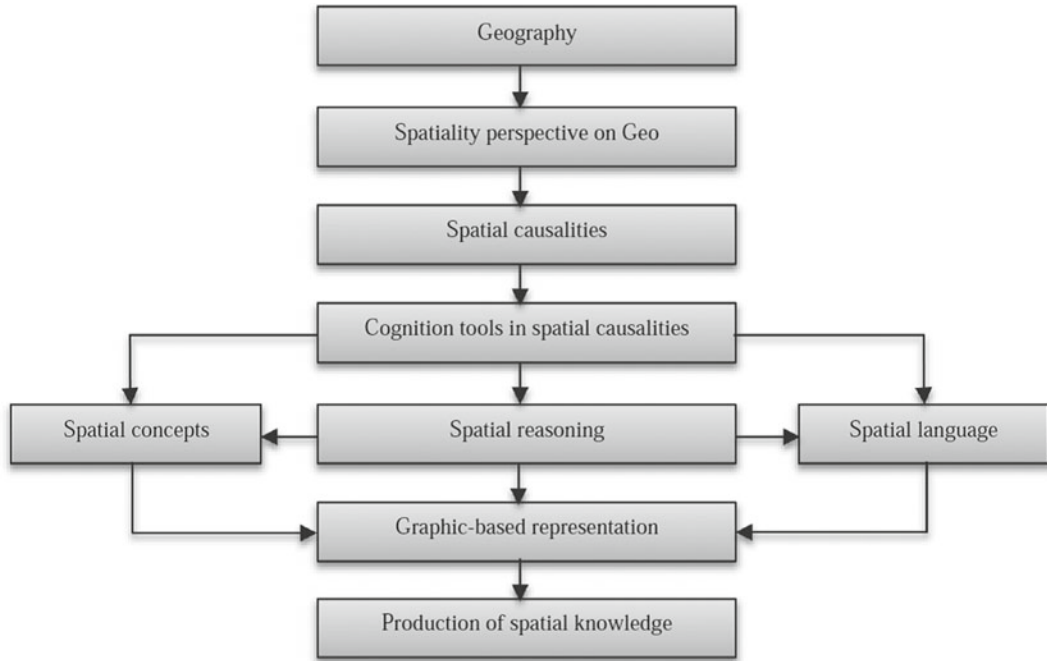 Geography
Spatiality perspective on Geo
Spatial causalities
Cognition tools in spatial causalities
Spatial concepts
Spatial reasoning
Spatial language
Graphic-based representation
Production of spatial knowledge